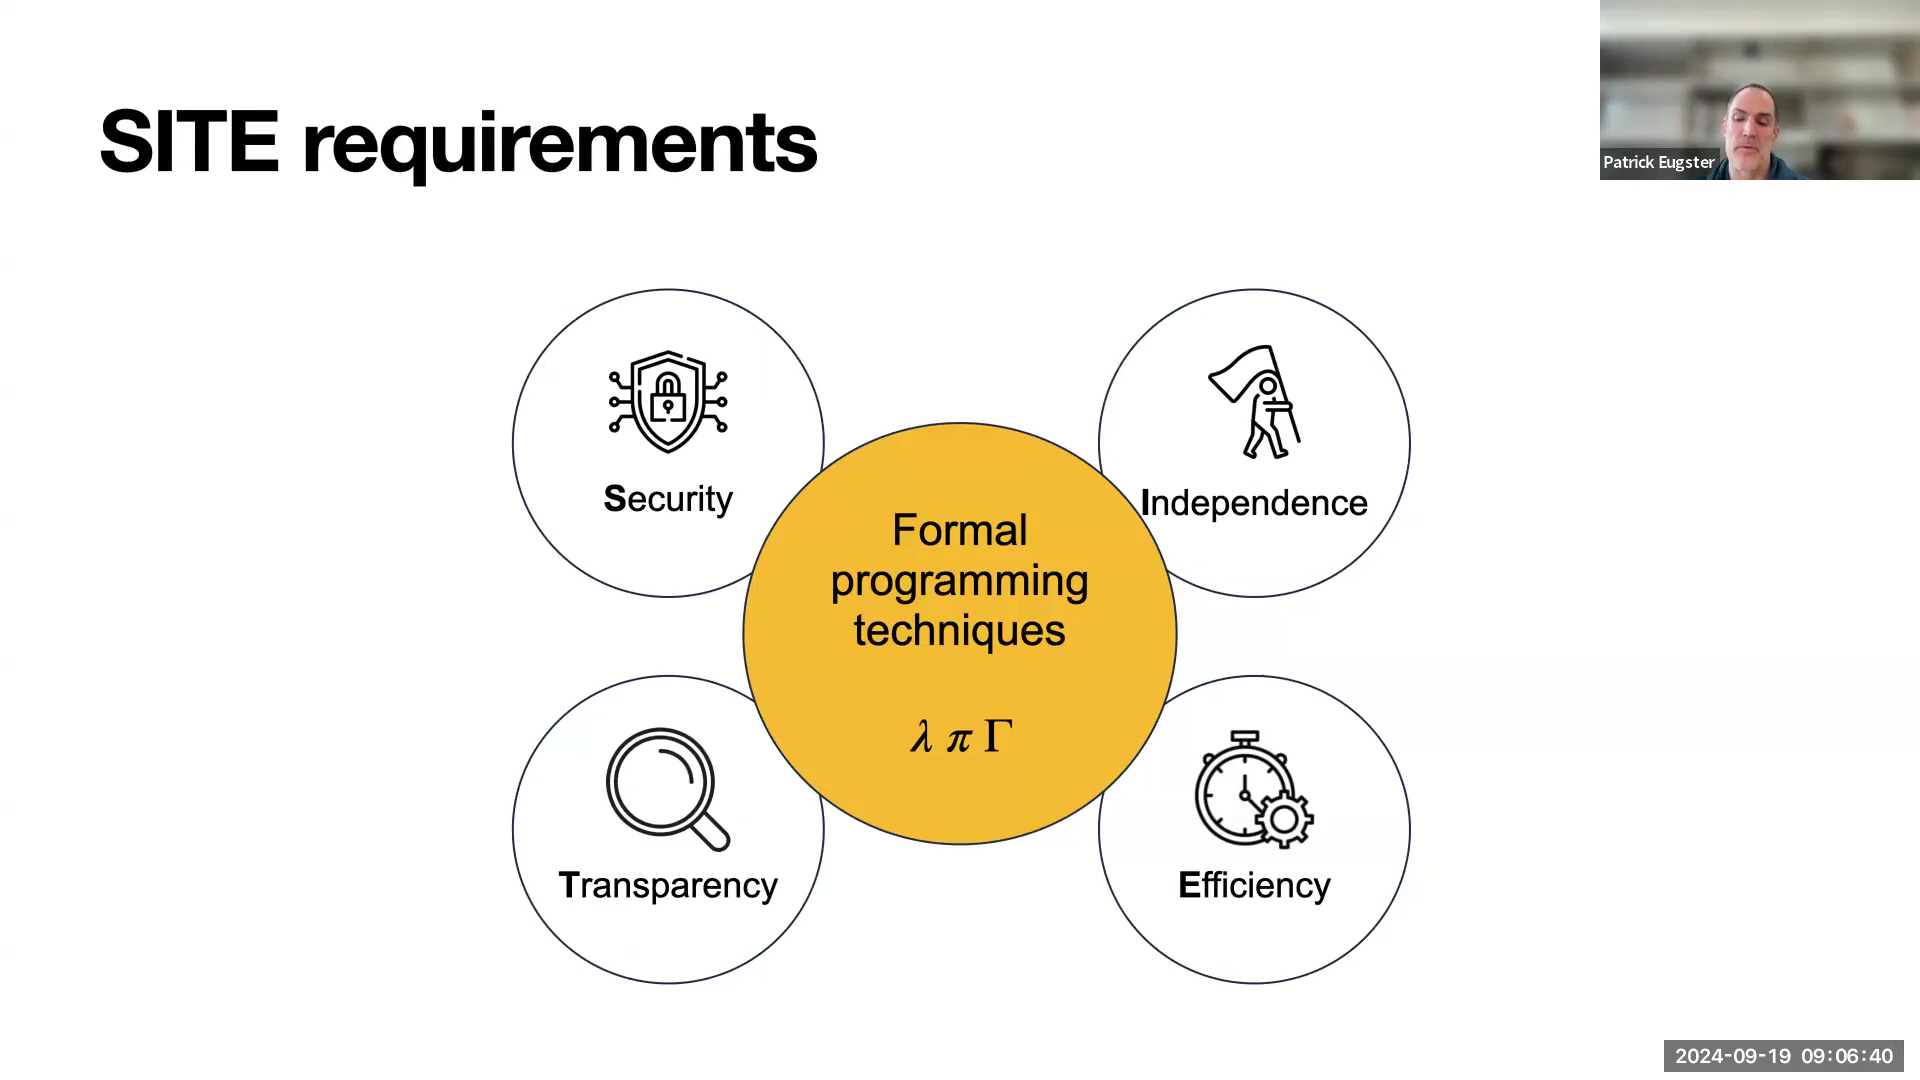 SITE requirements
Patrick Eugster
Security
Independence
Formal
programming
techniques
λ π Γ
Transparency
Efficiency
2024-09-19 09:06:40